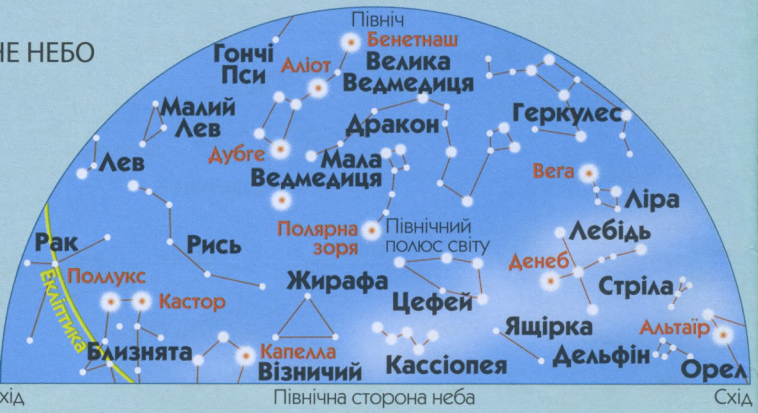 Північ
НЕ НЕБО
Гончі
Пси
Аліот
Бенетнаш
Велика
Ведмедиця
Малий
Лев
Дракон
Геркулес
Лев
Дубге
Мала
Ведмедиця
Вега
Ліра
Полярна
зоря
Північний
полюс світу
Лебідь
Рак
Рись
Денеб
Екліптика
Поллукс
Кастор
Жирафа
Цефей
Стріла
Ящірка
Альтаїр
Близнята
Капелла
Візничий
Кассіопея
Дельфін
Орел
хід
Північна сторона неба
Схід